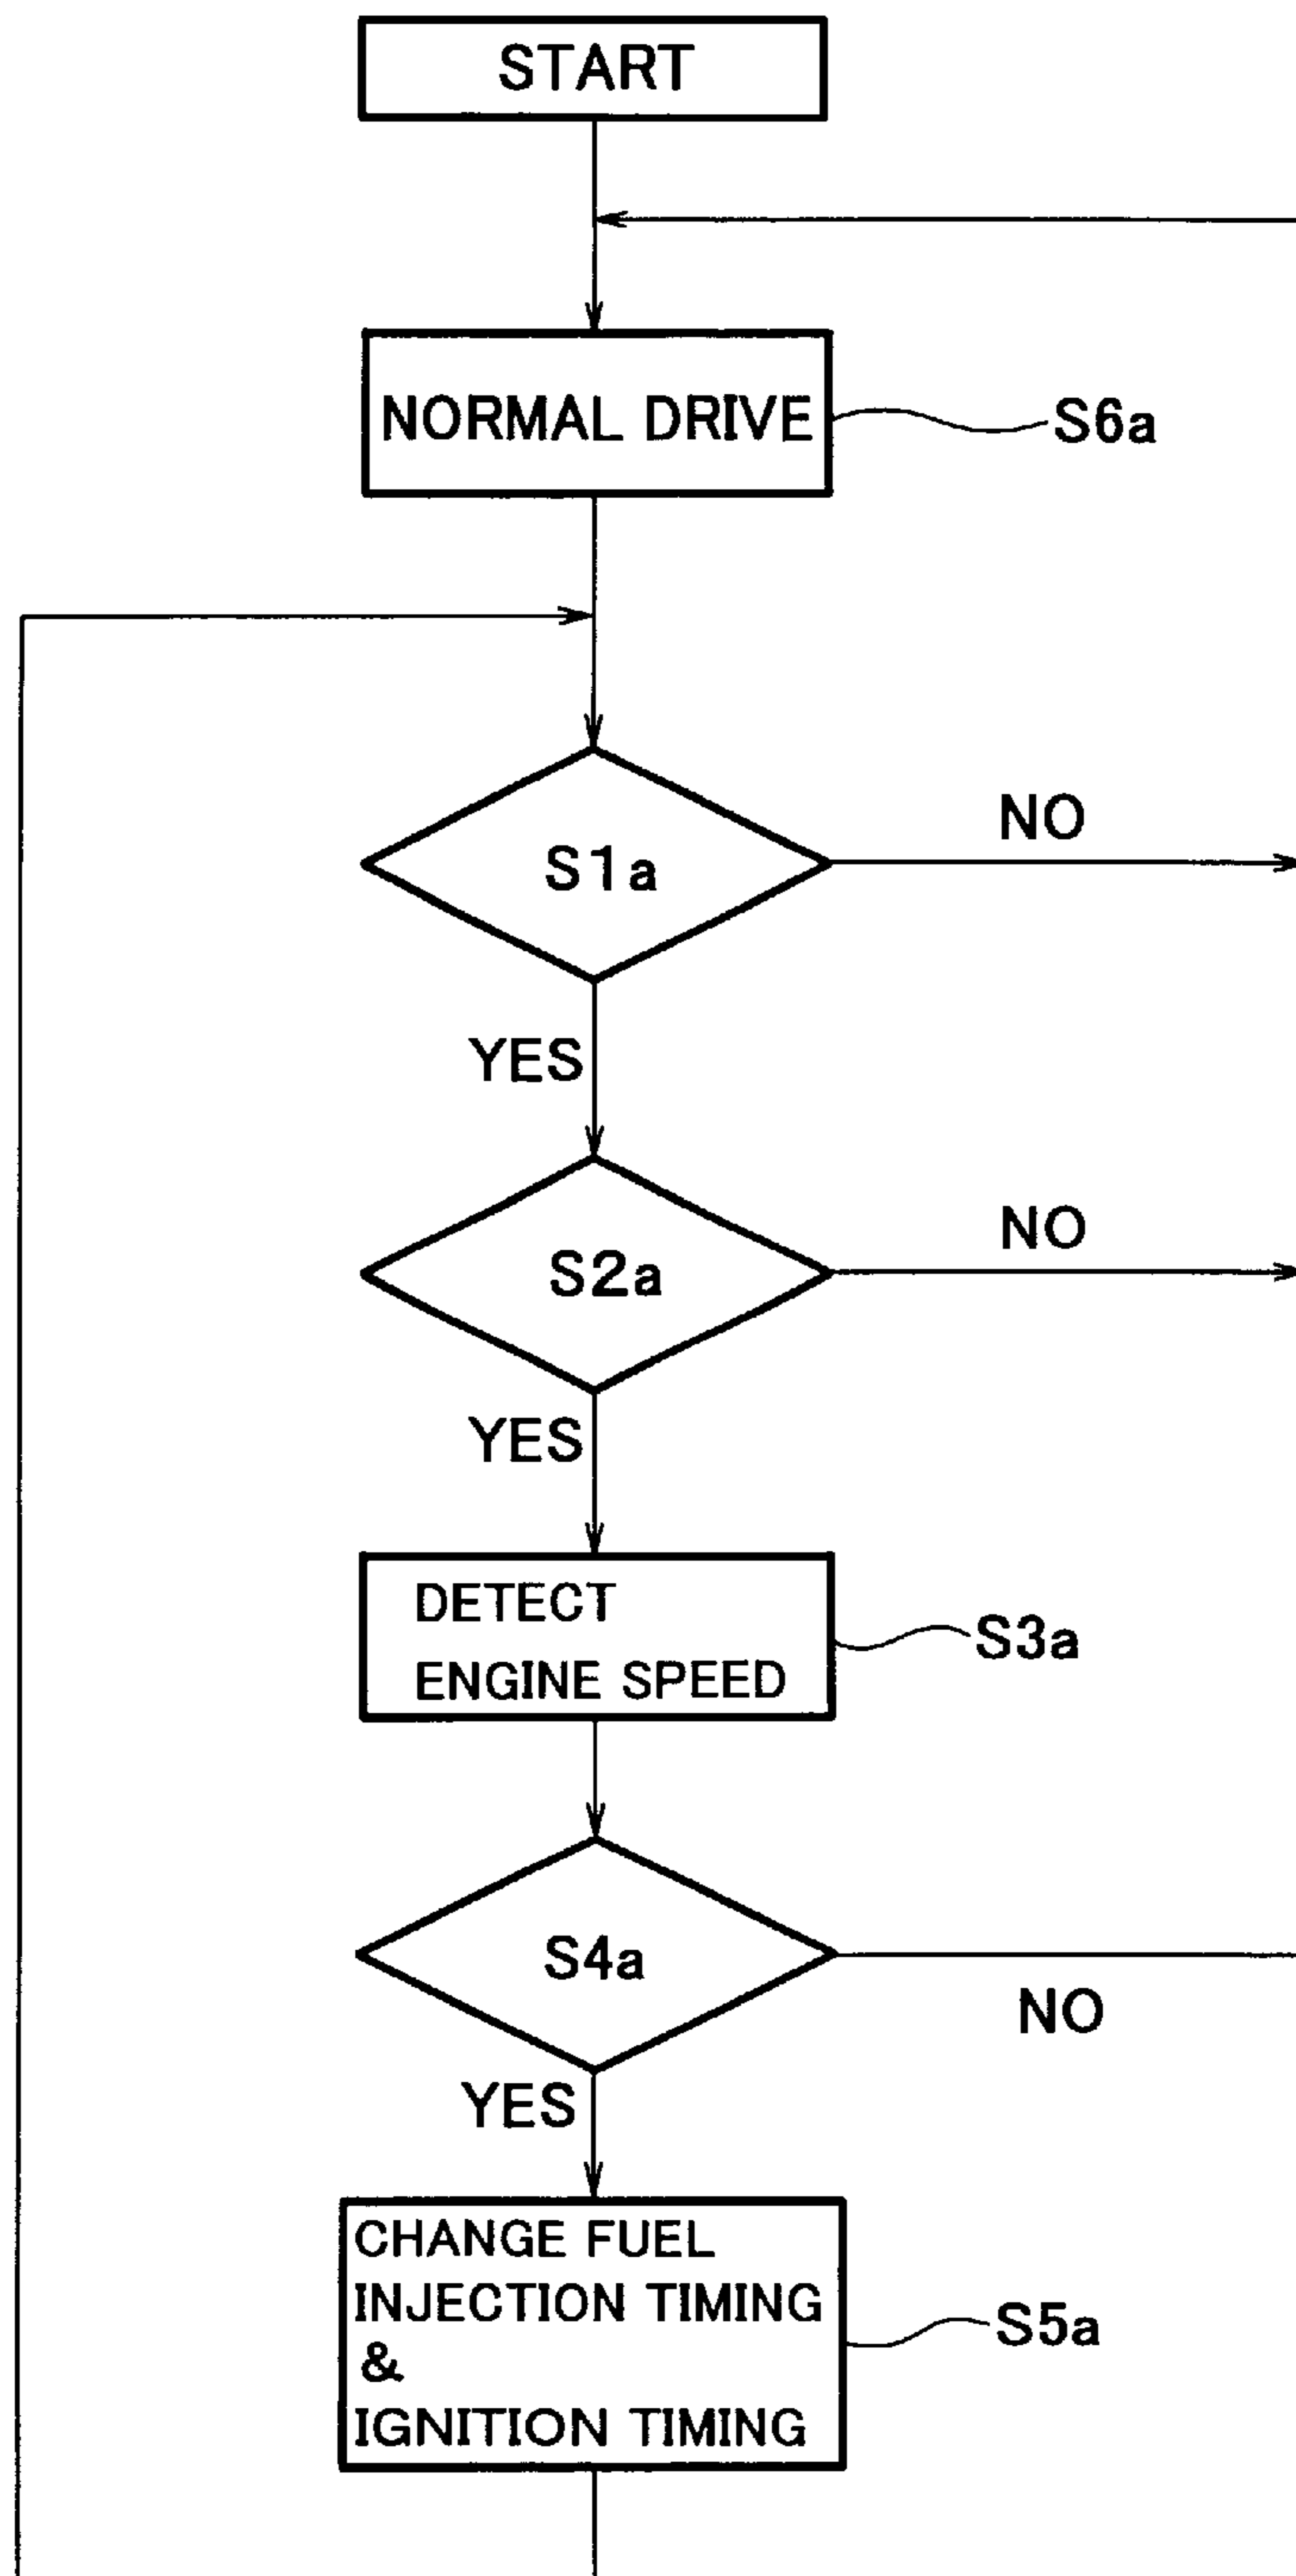 START
NORMAL DRIVE
S6a
S1a
NO
YES
S2a
NO
YES
DETECT
ENGINE SPEED
S3a
S4a
NO
YES
CHANGE FUEL
INJECTION TIMING
&
IGNITION TIMING
S5a